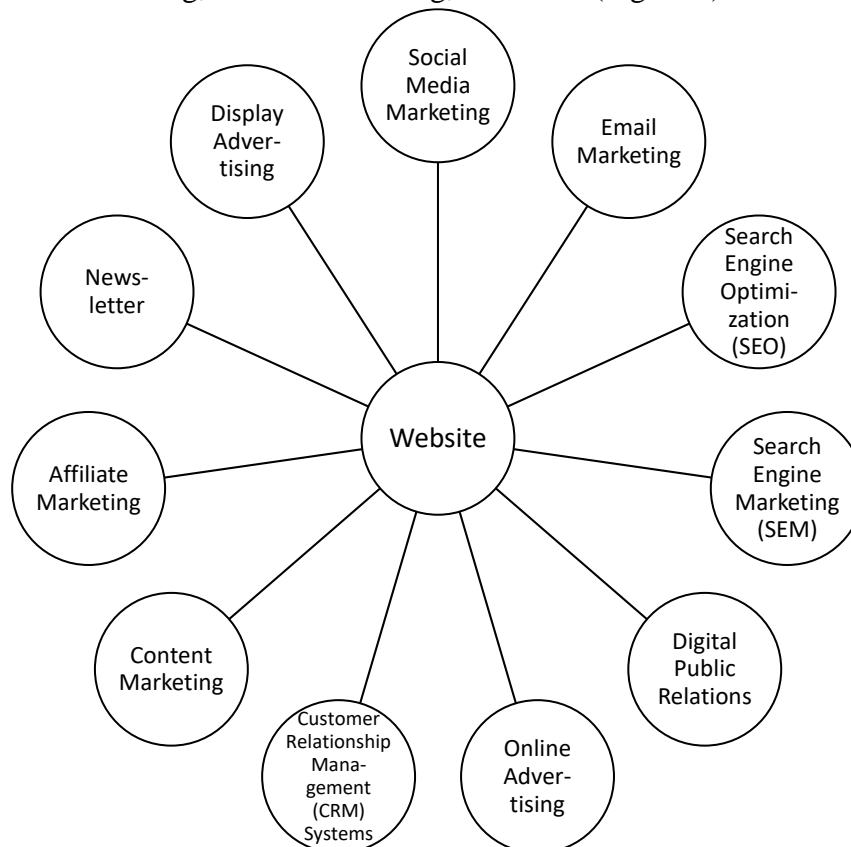 Social
Media
Marketing
Email
Marketing
Search
Engine
Optimi-
zation
(SEO)
Search
Engine
Marketing
(SEM)
Digital
Public
Relations
Online
Adver-
tising
Customer
Relationship
Mana-
gement
(CRM)
Systems
Content
Marketing
Affiliate
Marketing
News-
letter
Display
Adver-
tising
Website